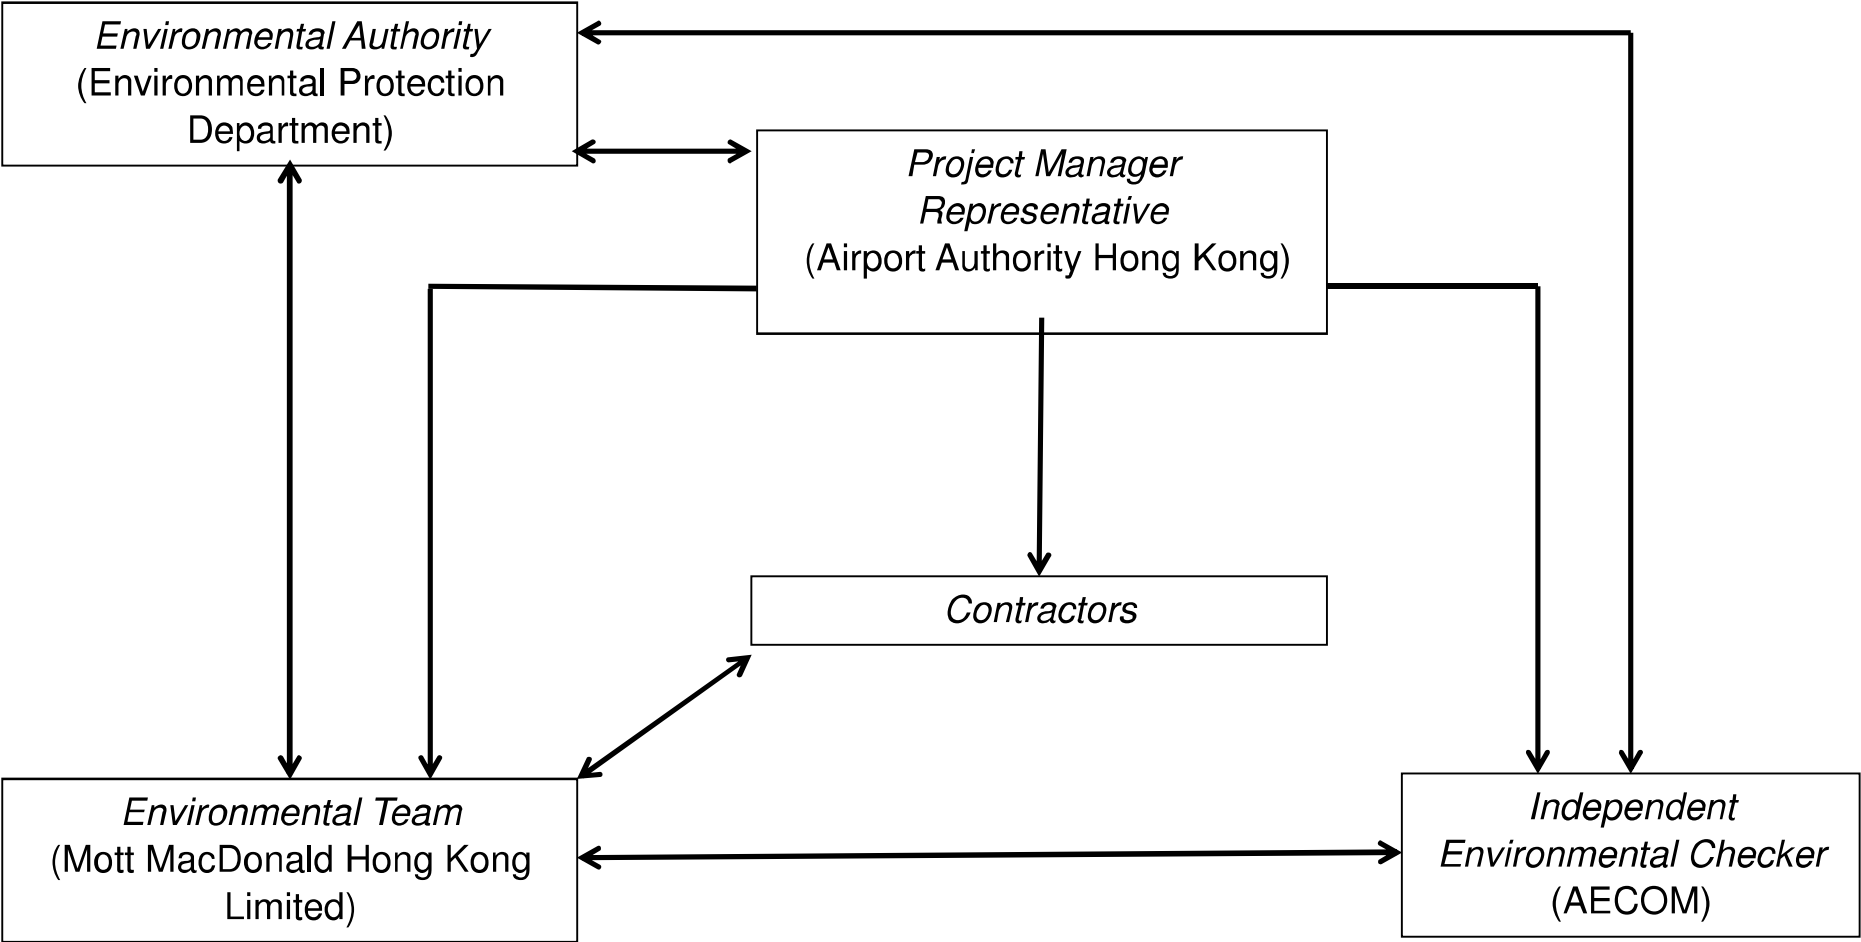 Environmental Authority
(Environmental Protection
Department)
Project Manager
Representative
(Airport Authority Hong Kong)
Contractors
Environmental Team
(Mott MacDonald Hong Kong
Limited)
Independent
Environmental Checker
(AECOM)